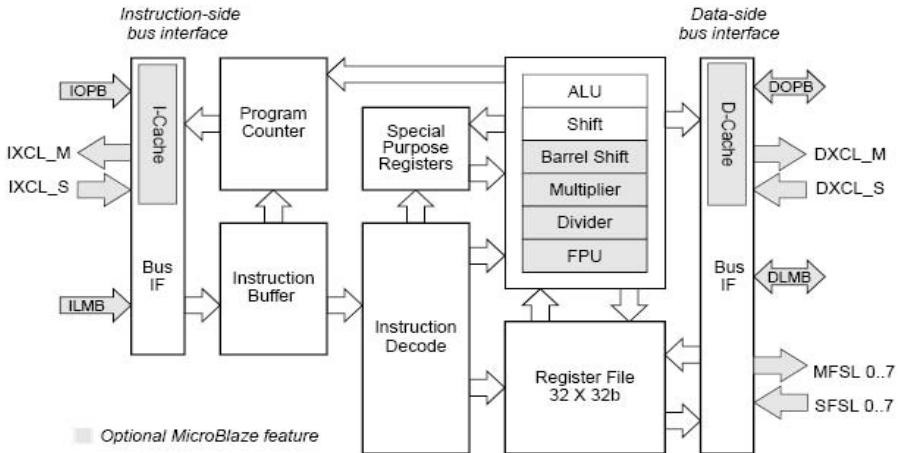 Instruction-side
bus interface
Data-side
bus interface
IOPB
I-Cache
Program
Counter
Special
Purpose
Registers
ALU
Shift
Barrel Shift
Multiplier
Divider
FPU
D-Cache
DOPB
IXCL_M
IXCL_S
DXCL_M
DXCL_S
ILMB
Bus
IF
Instruction
Buffer
Instruction
Decode
Register File
32 X 32b
Bus
IF
DLMB
MFSL 0..7
SFSL 0..7
Optional MicroBlaze feature